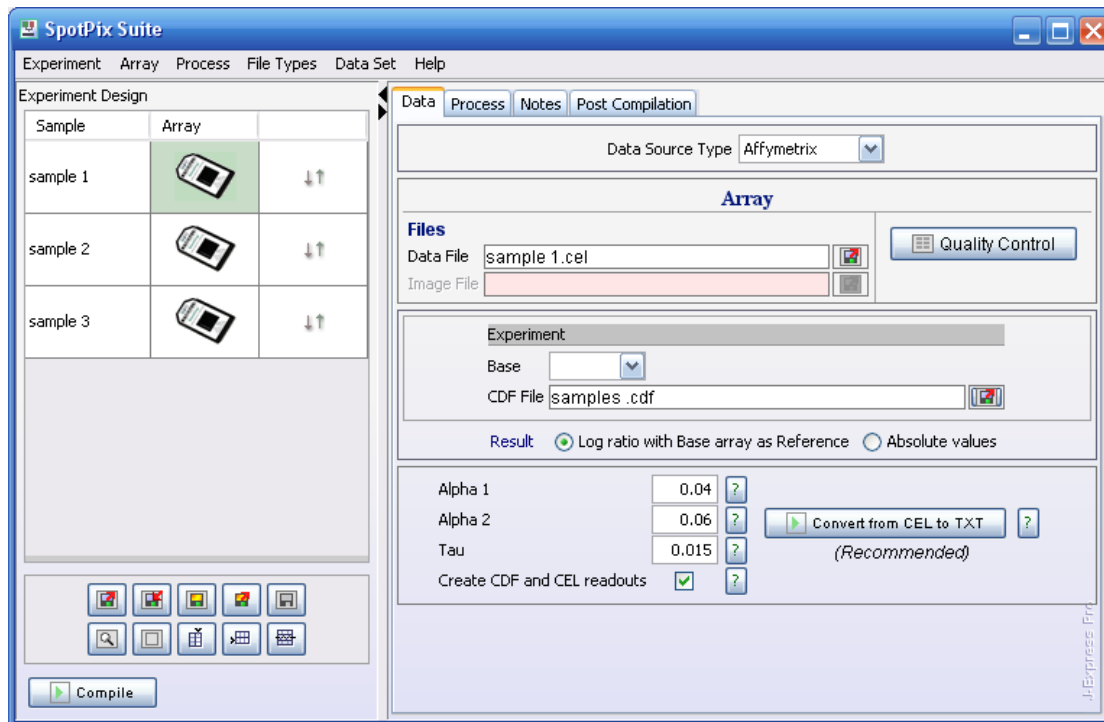 SpotPix Suite
Experiment Array Process File Types Data Set Help
Experiment Design
Sample Array
sample 1
sample 2
sample 3
Compile
Data Process Notes Post Compilation
Data Source Type Affymetrix
Array
Files
Data File sample 1.cel
Quality Control
Image File
Experiment
Base
CDF File samples .cdf
Result Log ratio with Base array as Reference Absolute values
Alpha 1 0.04 ?
Alpha 2 0.06 ? Convert from CEL to TXT ?
Tau 0.015 ? (Recommended)
Create CDF and CEL readouts ?
J-Express Pro